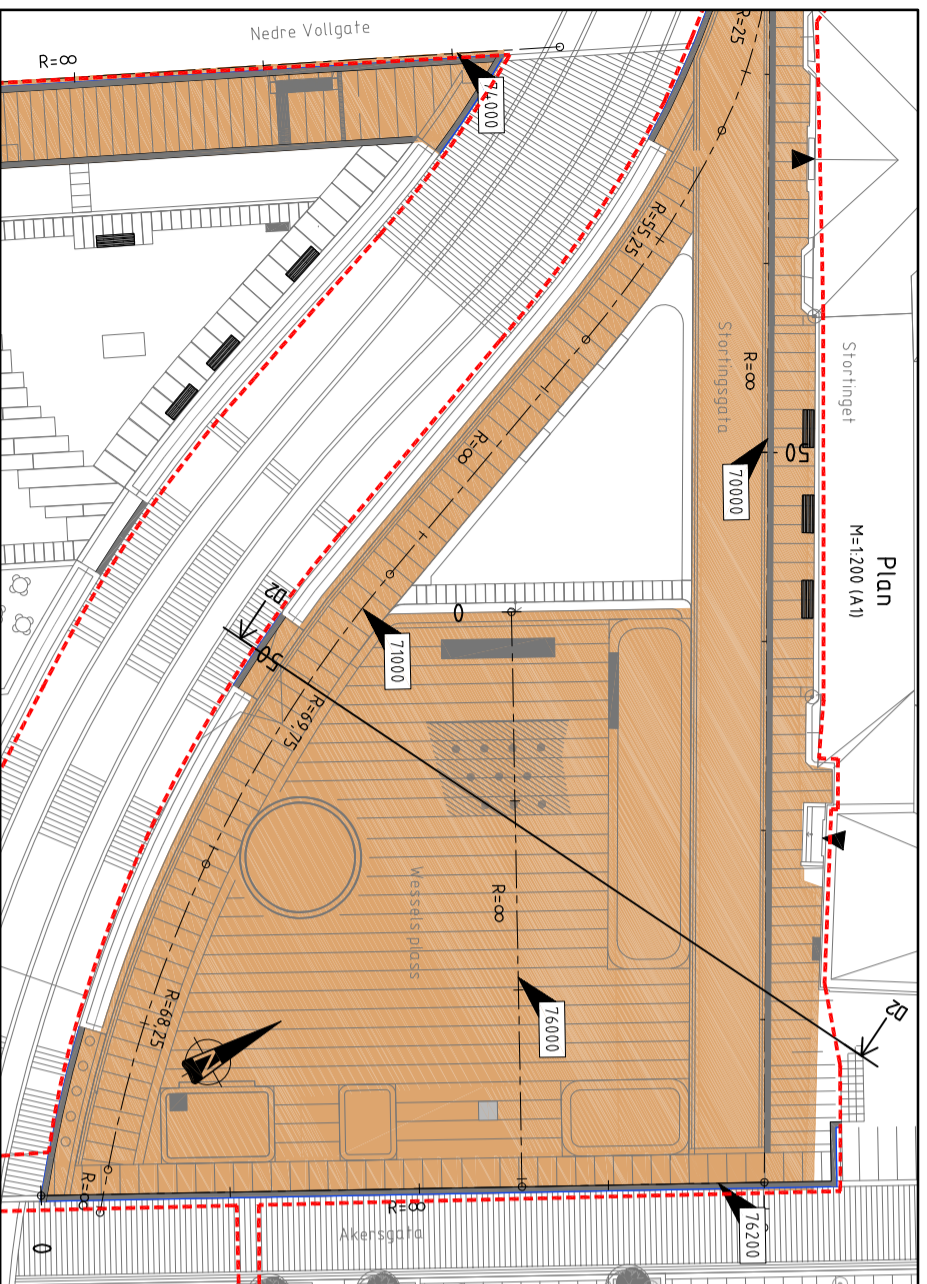 Nedre Vollgate
R=∞
74000
R=25
R=55,25
Stortingsgata
R=∞
Stortinget
50
70000
Plan
M=1:200 (A1)
R=∞
D2
50
0
71000
R=69,75
Wessels plass
R=∞
76000
D2
R=68,25
N
R=∞
R=∞
Akersgata
76200
0